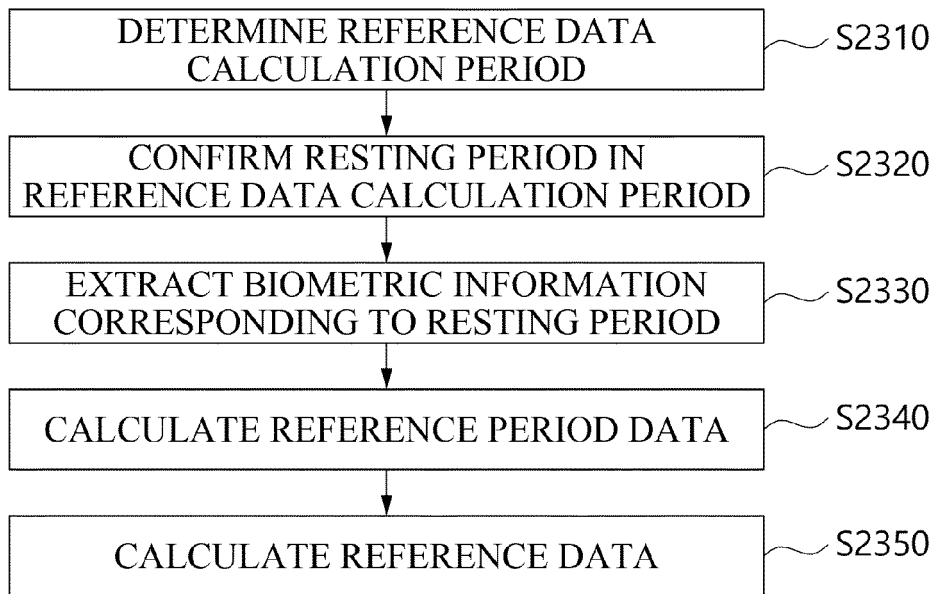 DETERMINE REFERENCE DATA
CALCULATION PERIOD
S2310
CONFIRM RESTING PERIOD IN
REFERENCE DATA CALCULATION PERIOD
S2320
EXTRACT BIOMETRIC INFORMATION
CORRESPONDING TO RESTING PERIOD
S2330
CALCULATE REFERENCE PERIOD DATA
S2340
CALCULATE REFERENCE DATA
S2350